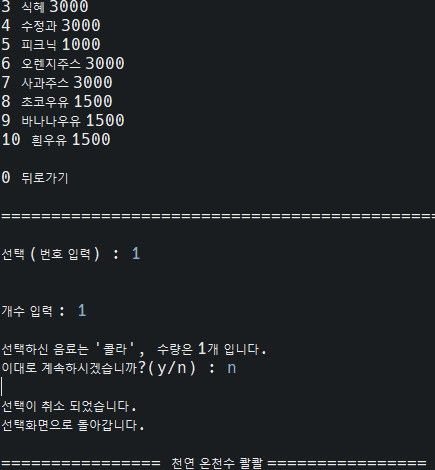 3 식혜 3000
4 수정과 3000
5 피크닉 1000
6 오렌지주스 3000
7 사과주스 3000
8 초코우유 1500
9 바나나우유 1500
10 흰우유 1500
0 뒤로가기
============================================
선택 (번호 입력) : 1
개수 입력 : 1
선택하신 음료는 '콜라', 수량은 1개 입니다.
이대로 계속하시겠습니까?(y/n) : n
선택이 취소 되었습니다.
선택화면으로 돌아갑니다.
================ 천연 온천수 콸콸 ================